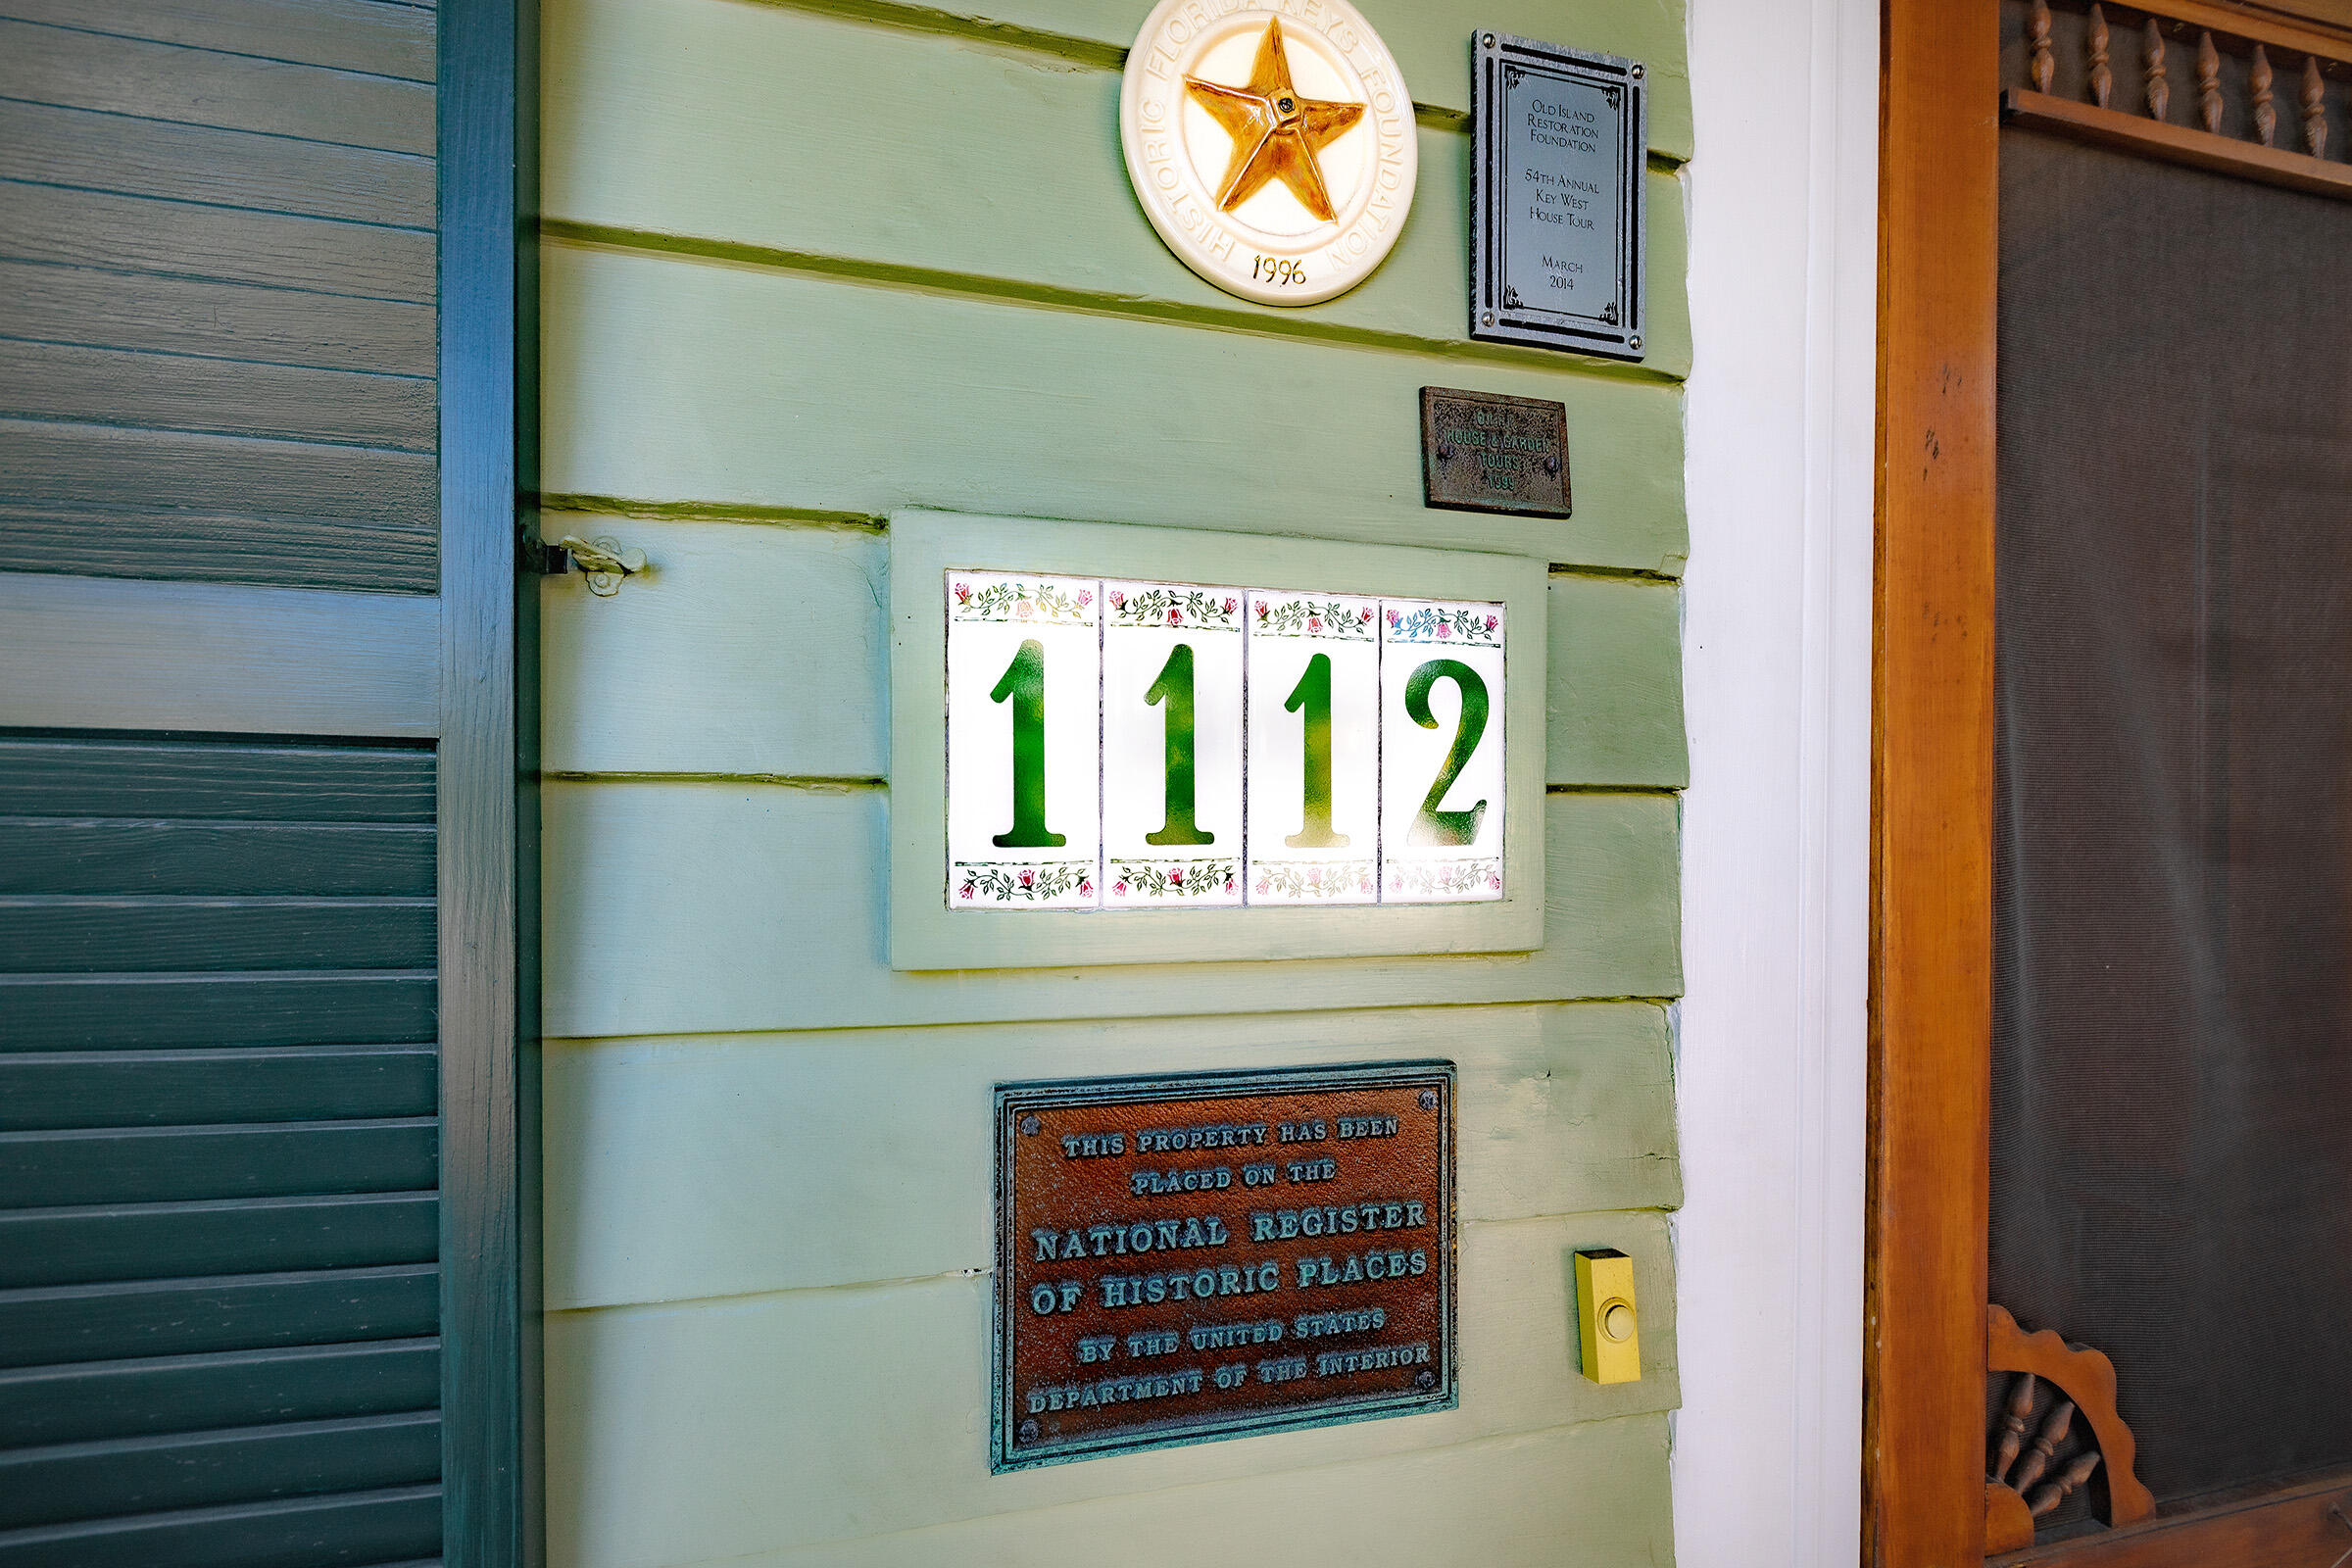 HISTORIC FLORIDA KEYS FOUNDATION
1996
OLD ISLAND
RESTORATION
FOUNDATION
54TH ANNUAL
KEY WEST
HOUSE TOUR
MARCH
2014
HOUSE & GARDEN
TOURS
1112
THIS PROPERTY HAS BEEN
PLACED ON THE
NATIONAL REGISTER
OF HISTORIC PLACES
BY THE UNITED STATES
DEPARTMENT OF THE INTERIOR